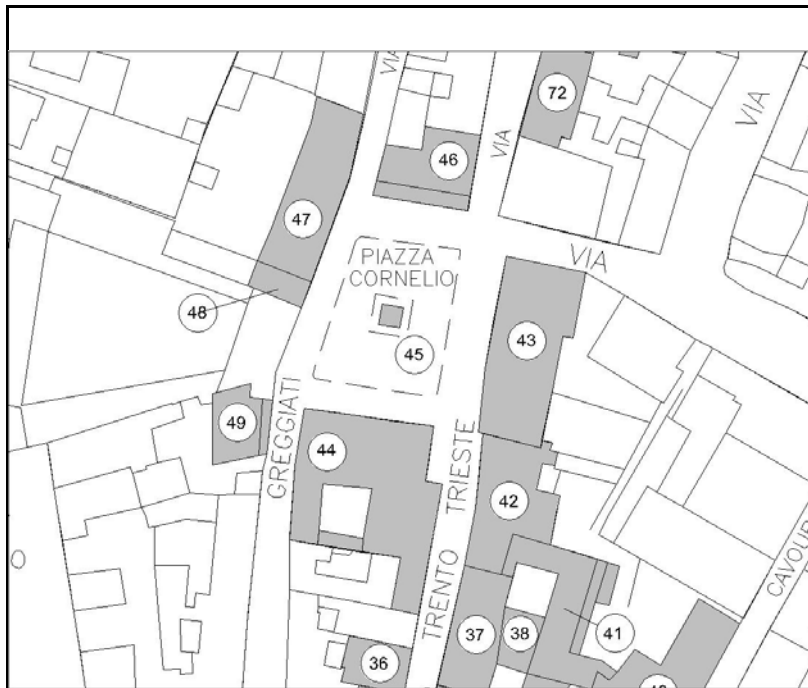 VIA
72
VIA
VIA
46
47
PIAZZA
CORNELIO
VIA
48
45
43
49
GREGGIATI
44
TRENTO TRIESTE
42
CAVOUR
37
38
41
36